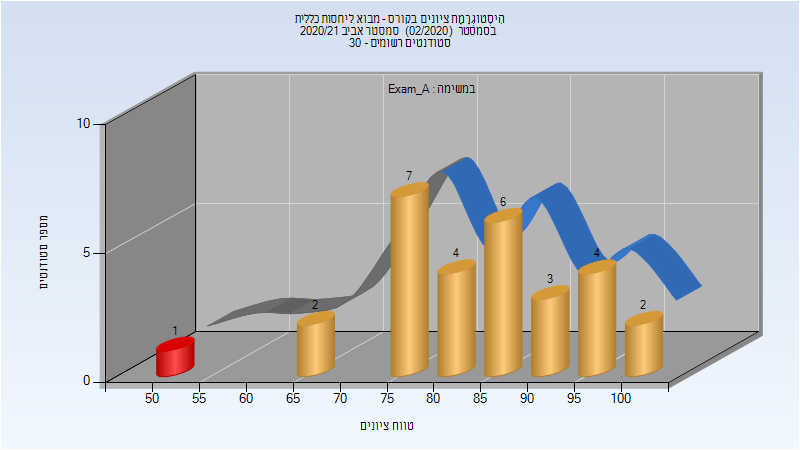 היסטוגרמת ציונים בקורס - מבוא ליחסות כללית
בסמסטר (02/2020) סמסטר אביב 2020/21
סטודנטים רשומים - 30
במשימה : Exam_A
מספר סטודנטים
10
5
0
1
2
7
4
6
3
4
2
50 55 60 65 70 75 80 85 90 95 100
טווח ציונים